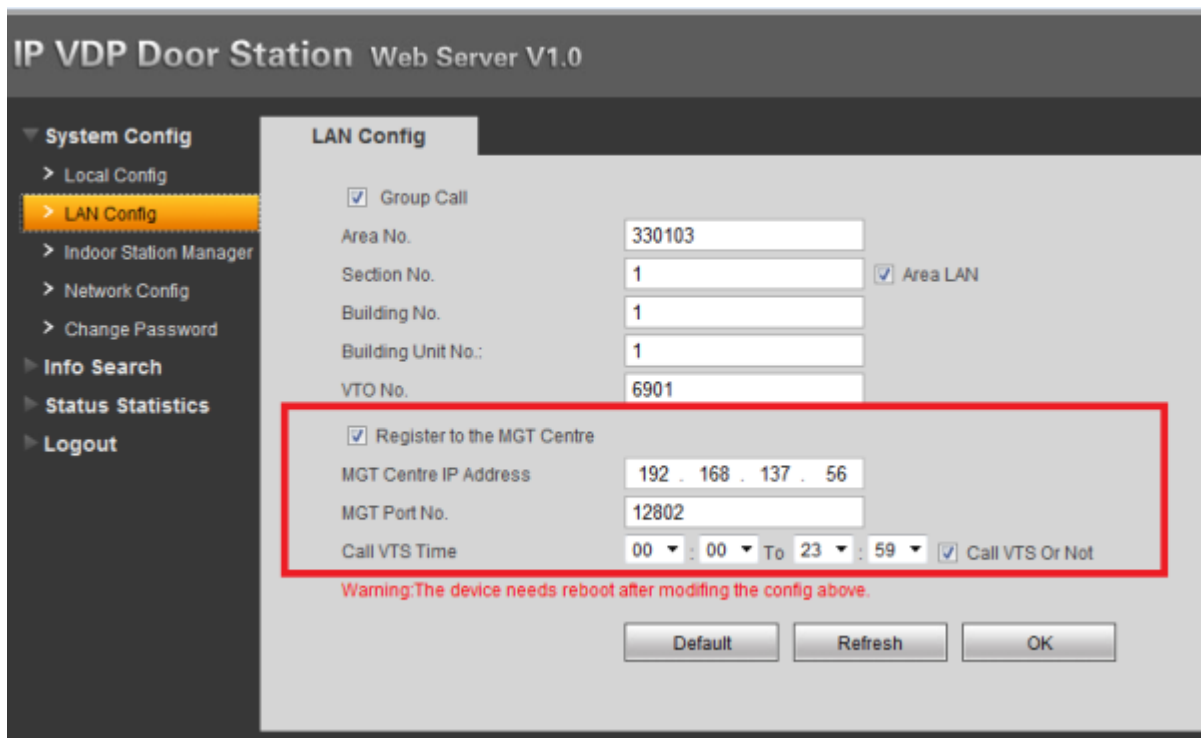 IP VDP Door Station Web Server V1.0
System Config
Local Config
LAN Config
Indoor Station Manager
Network Config
Change Password
Info Search
Status Statistics
Logout
LAN Config
Group Call
Area No. 330103
Section No. 1 Area LAN
Building No. 1
Building Unit No.: 1
VTO No. 6901
Register to the MGT Centre
MGT Centre IP Address 192 . 168 . 137 . 56
MGT Port No. 12802
Call VTS Time 00 : 00 To 23 : 59 Call VTS Or Not
Warning:The device needs reboot after modifing the config above.
Default Refresh OK